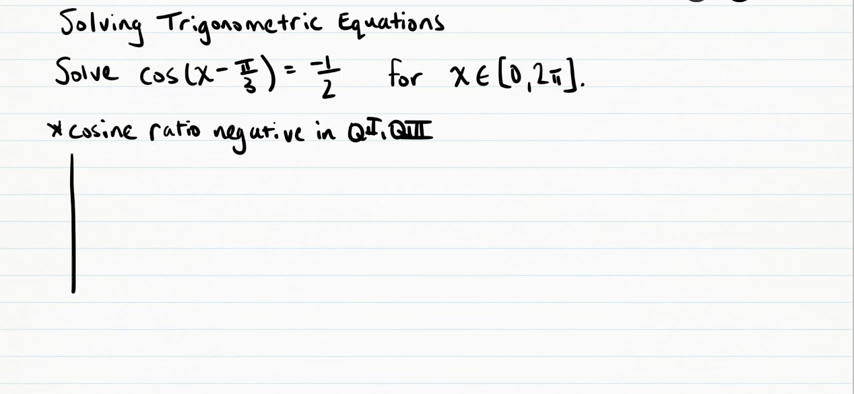 Solving Trigonometric Equations
Solve cos(x-π/3) = -1/2 for x∈[0,2π].
*cosine ratio negative in QII, QIII